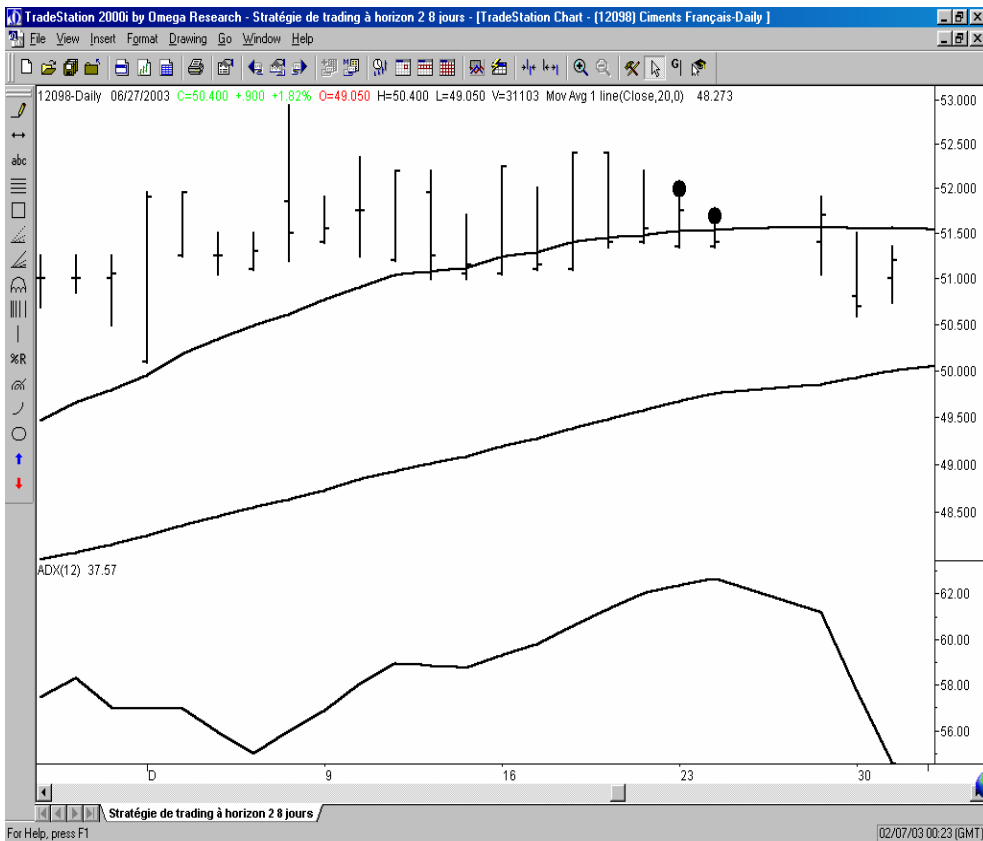 TradeStation 2000i by Omega Research - Stratégie de trading à horizon 2 8 jours - [TradeStation Chart - (12098) Ciments Français-Daily ]
File View Insert Format Drawing Go Window Help
12098-Daily 06/27/2003 C=50.400 +.900 +1.82% O=49.050 H=50.400 L=49.050 V=31103 Mov Avg 1 line(Close,20,0) 48.273
abc
%R
53.000
52.500
52.000
51.500
51.000
50.500
50.000
49.500
49.000
48.500
ADX(12) 37.57
62.00
60.00
58.00
56.00
D 9 16 23 30
Stratégie de trading à horizon 2 8 jours
For Help, press F1 02/07/03 00:23 (GMT)